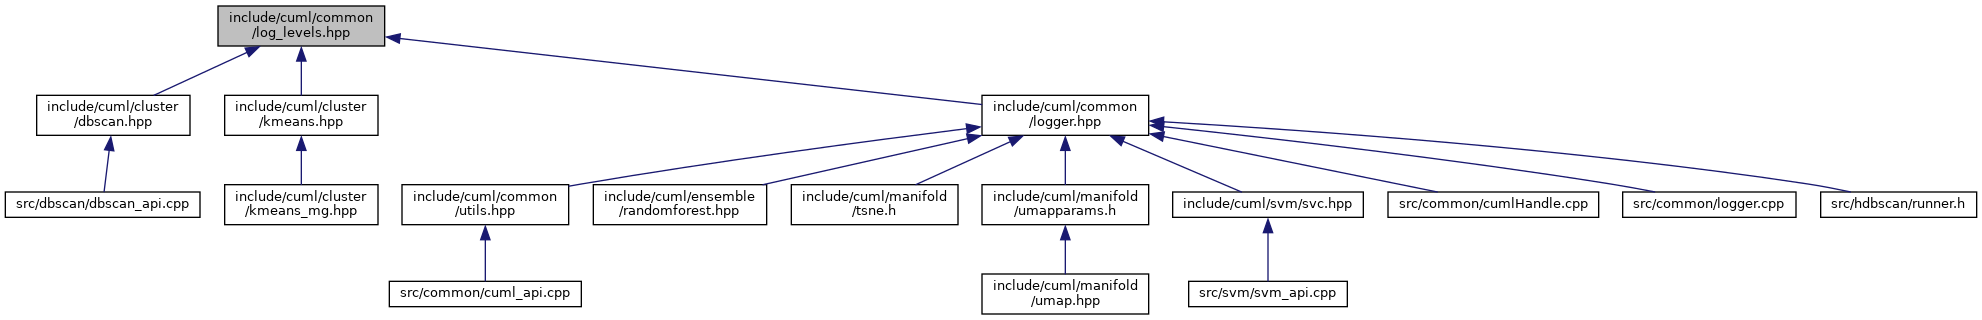 include/cuml/common
/log_levels.hpp
include/cuml/cluster
/dbscan.hpp
include/cuml/cluster
/kmeans.hpp
include/cuml/common
/logger.hpp
src/dbscan/dbscan_api.cpp
include/cuml/cluster
/kmeans_mg.hpp
include/cuml/common
/utils.hpp
include/cuml/ensemble
/randomforest.hpp
include/cuml/manifold
/tsne.h
include/cuml/manifold
/umapparams.h
include/cuml/svm/svc.hpp
src/common/cumlHandle.cpp
src/common/logger.cpp
src/hdbscan/runner.h
src/common/cuml_api.cpp
include/cuml/manifold
/umap.hpp
src/svm/svm_api.cpp